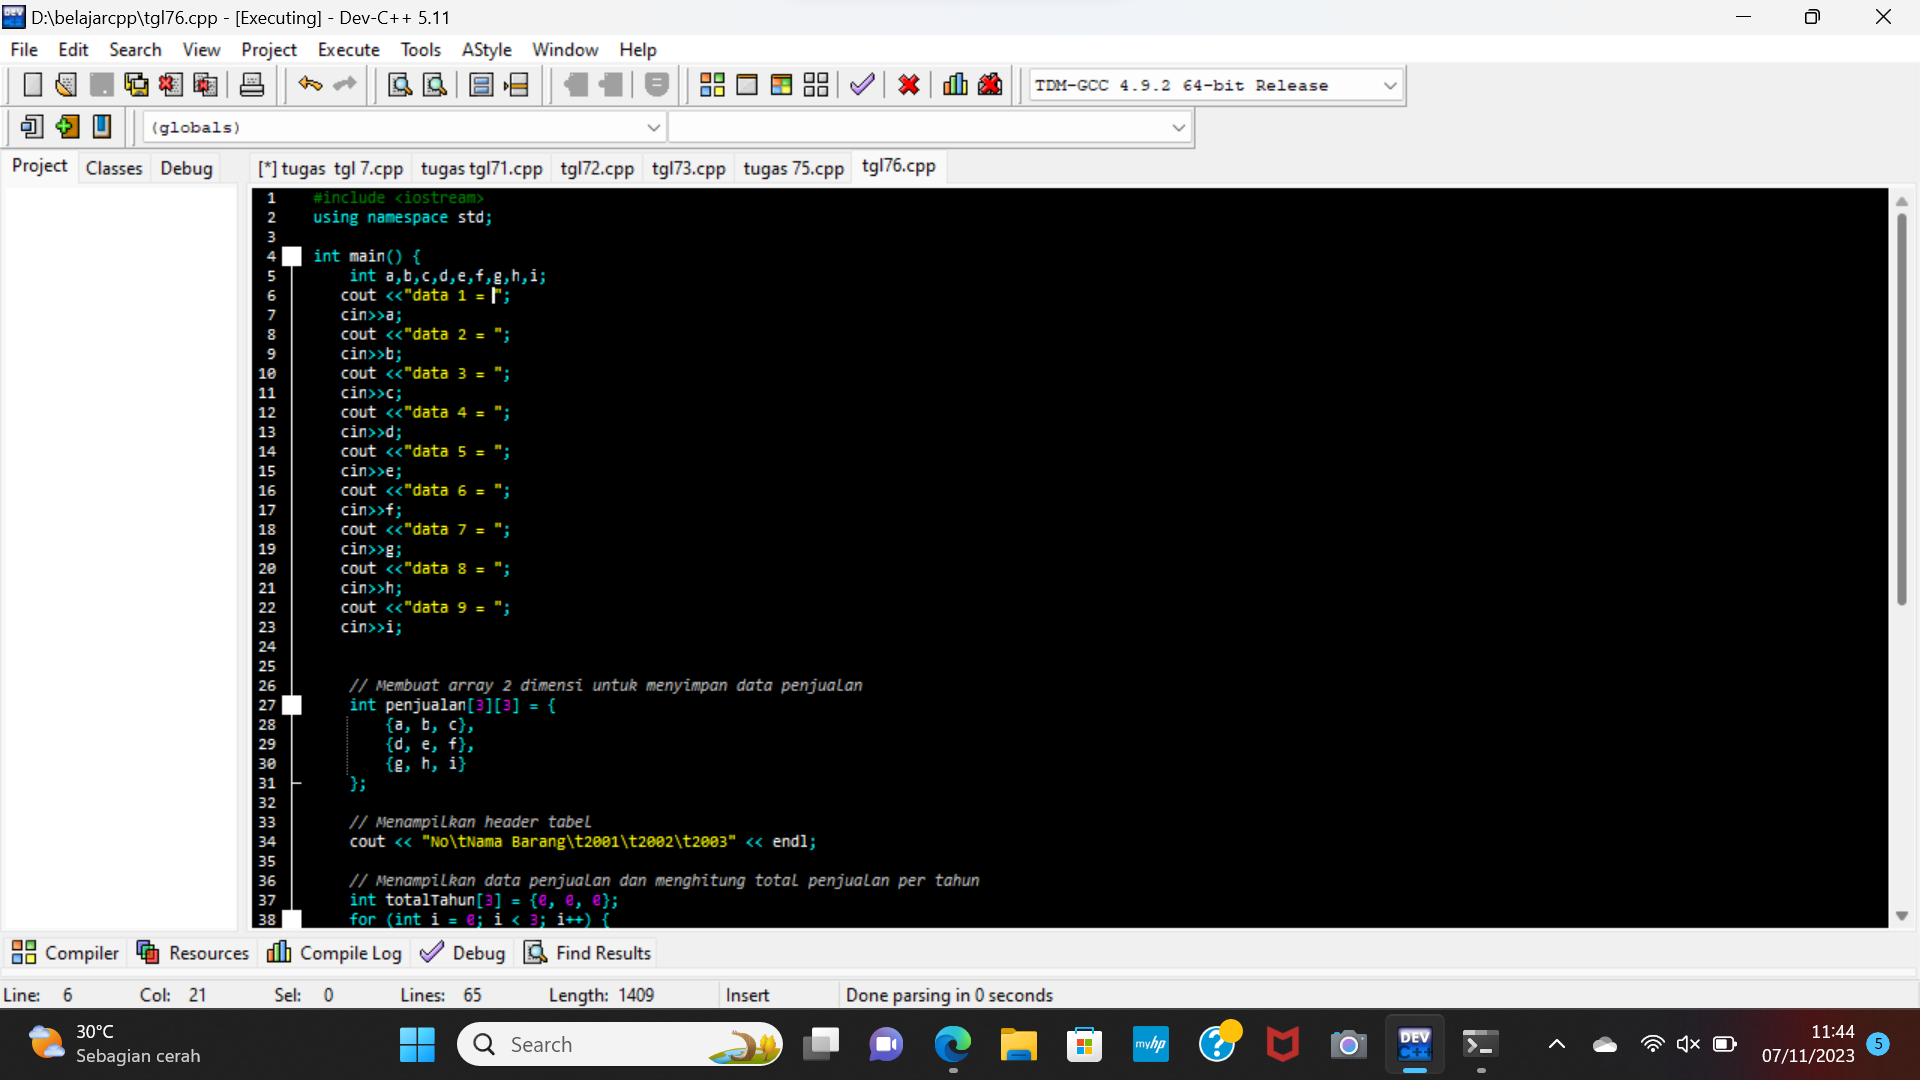 D:\belajarcpp\tgl76.cpp - [Executing] - Dev-C++ 5.11
File Edit Search View Project Execute Tools AStyle Window Help
TDM-GCC 4.9.2 64-bit Release
(globals)
Project Classes Debug [*] tugas tgl 7.cpp tugas tgl71.cpp tgl72.cpp tgl73.cpp tugas 75.cpp tgl76.cpp
1 #include <iostream>
2 using namespace std;
3
4 int main() {
5 int a,b,c,d,e,f,g,h,i;
6 cout <<"data 1 = ";
7 cin>>a;
8 cout <<"data 2 = ";
9 cin>>b;
10 cout <<"data 3 = ";
11 cin>>c;
12 cout <<"data 4 = ";
13 cin>>d;
14 cout <<"data 5 = ";
15 cin>>e;
16 cout <<"data 6 = ";
17 cin>>f;
18 cout <<"data 7 = ";
19 cin>>g;
20 cout <<"data 8 = ";
21 cin>>h;
22 cout <<"data 9 = ";
23 cin>>i;
24
25
26 // Membuat array 2 dimensi untuk menyimpan data penjualan
27 int penjualan[3][3] = {
28 {a, b, c},
29 {d, e, f},
30 {g, h, i}
31 };
32
33 // Menampilkan header tabel
34 cout << "No\tNama Barang\t2001\t2002\t2003" << endl;
35
36 // Menampilkan data penjualan dan menghitung total penjualan per tahun
37 int totalTahun[3] = {0, 0, 0};
38 for (int i = 0; i < 3; i++) {
Compiler Resources Compile Log Debug Find Results
Line: 6 Col: 21 Sel: 0 Lines: 65 Length: 1409 Insert Done parsing in 0 seconds
30°C
Sebagian cerah
Search
myhp
DEV
C++
11:44
07/11/2023
5